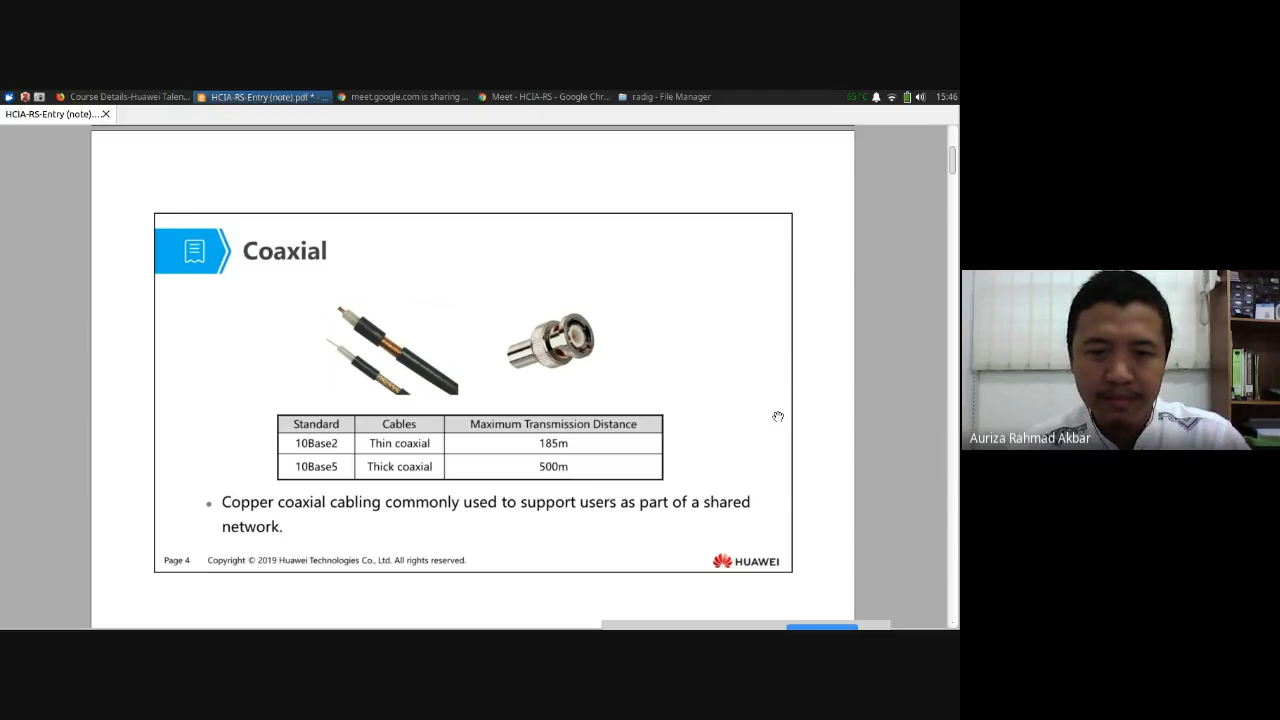 Course Details-Huawei Talen... HCIA-RS-Entry (note).pdf * -... meet.google.com is sharing ... Meet - HCIA-RS - Google Chr... radig - File Manager 65 °C 15:46
HCIA-RS-Entry (note)....
Coaxial
Standard Cables Maximum Transmission Distance
10Base2 Thin coaxial 185m
10Base5 Thick coaxial 500m
• Copper coaxial cabling commonly used to support users as part of a shared
network.
Page 4 Copyright © 2019 Huawei Technologies Co., Ltd. All rights reserved.
HUAWEI
Auriza Rahmad Akbar